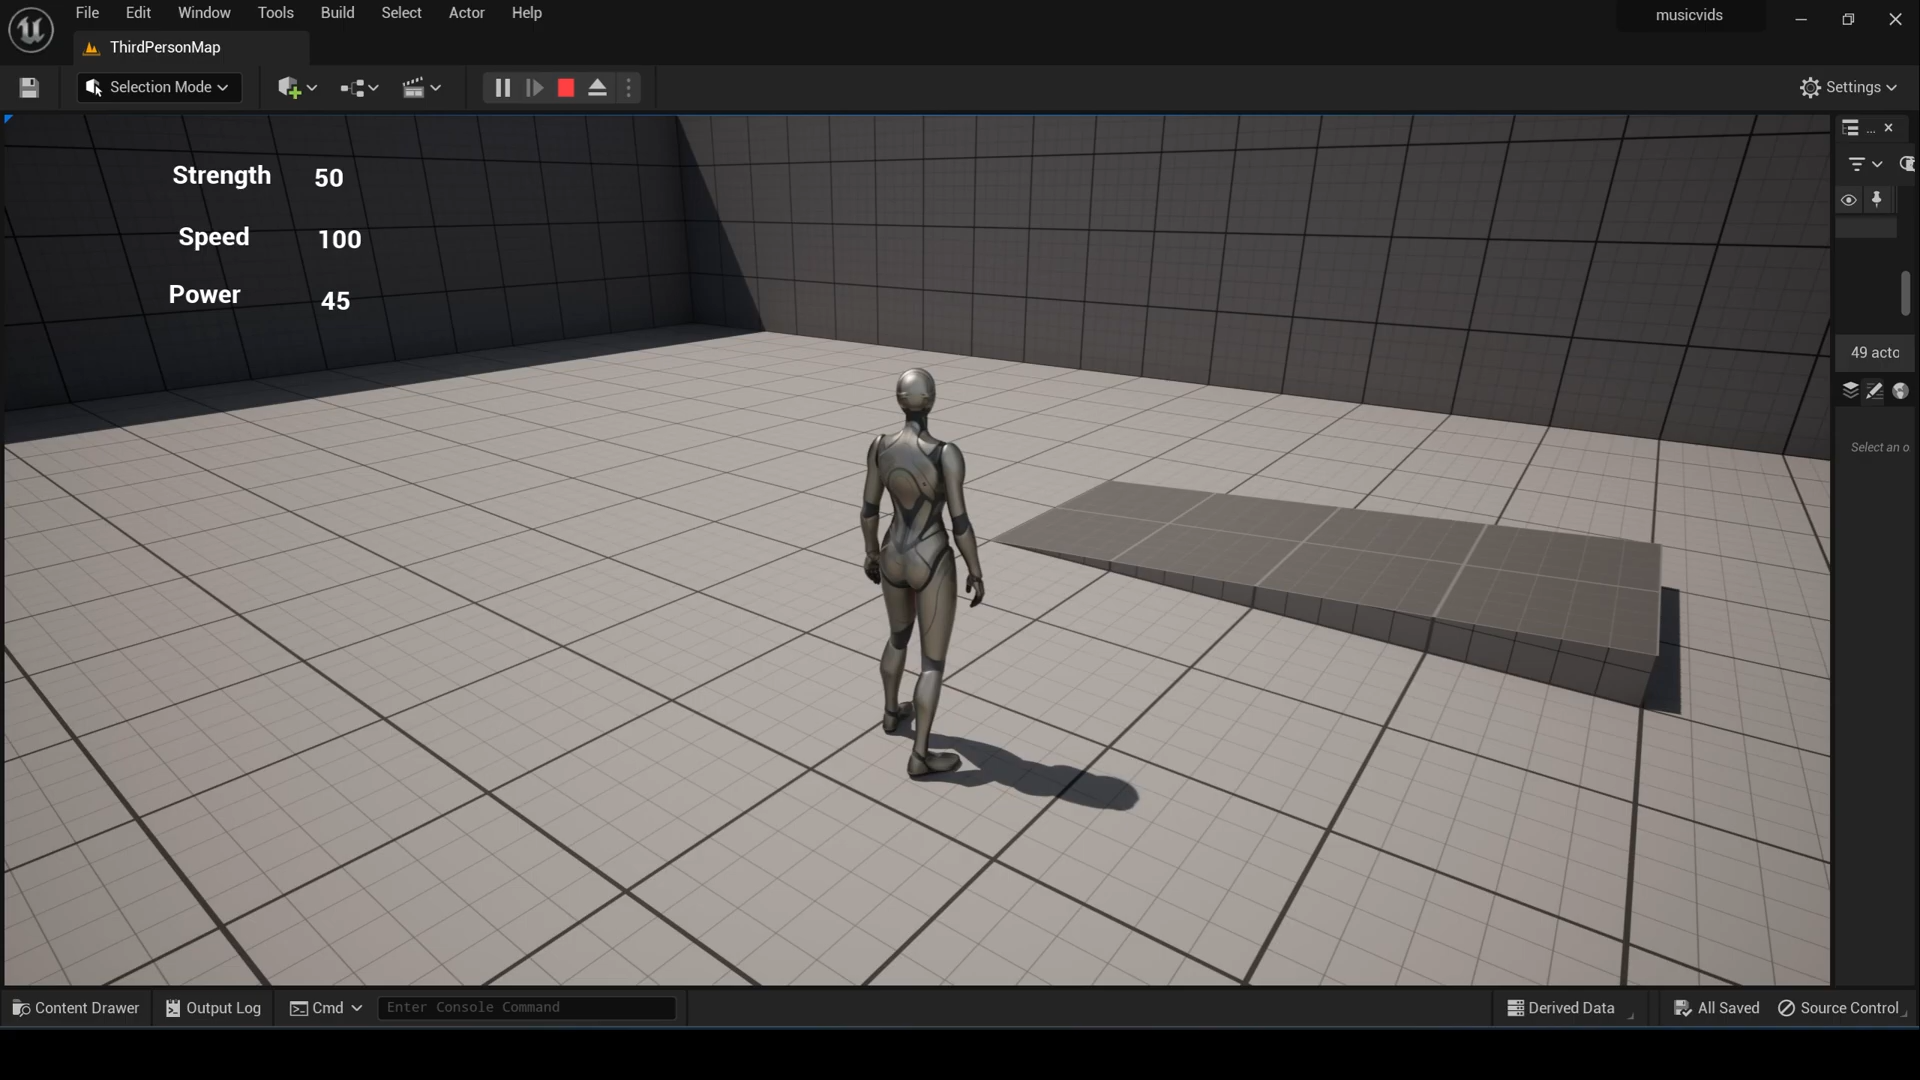 File Edit Window Tools Build Select Actor Help
musicvids
ThirdPersonMap
Selection Mode
Settings
...
Strength 50
Speed 100
Power 45
49 acto
Select an o
Content Drawer
Output Log
Cmd
Enter Console Command
Derived Data
All Saved
Source Control